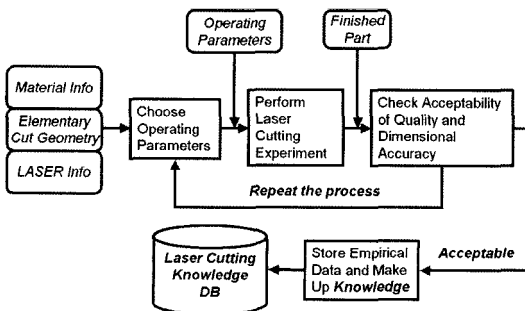 Operating
Parameters
Finished
Part
Material Info
Elementary
Cut Geometry
LASER Info
Choose
Operating
Parameters
Perform
Laser
Cutting
Experiment
Check Acceptability
of Quality and
Dimensional
Accuracy
Repeat the process
Laser Cutting
Knowledge
DB
Store Empirical
Data and Make
Up Knowledge
Acceptable